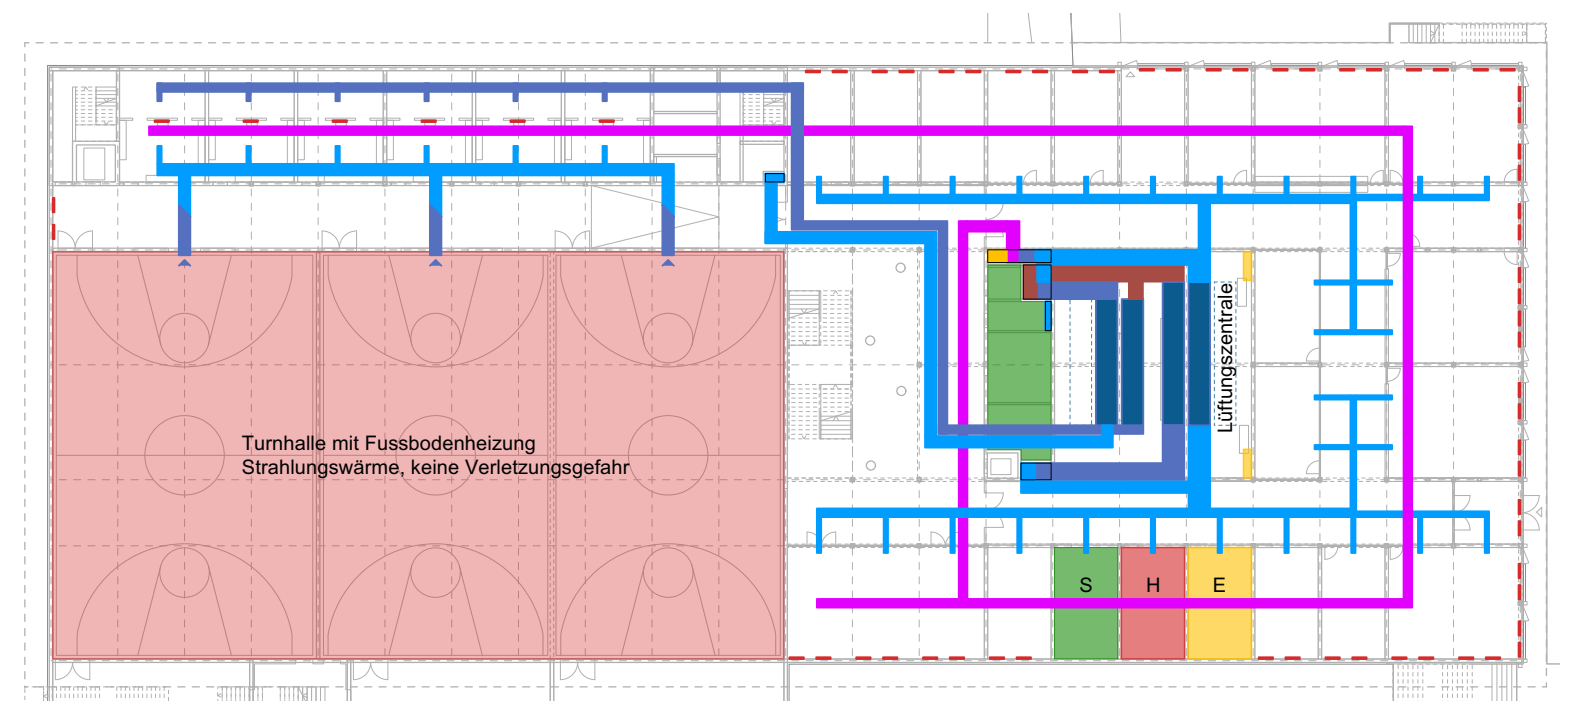 Lüftungszentrale
Turnhalle mit Fussbodenheizung
Strahlungswärme, keine Verletzungsgefahr
S
H
E